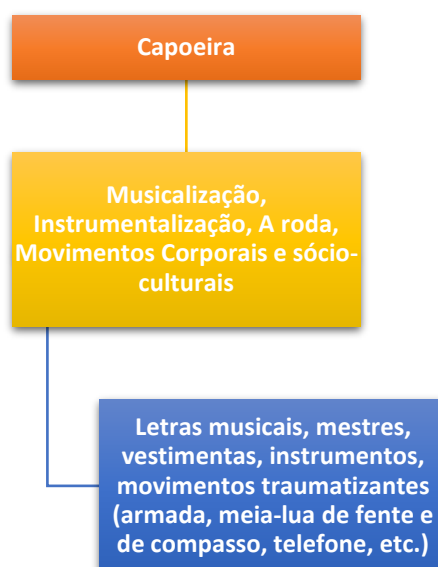 Capoeira
Musicalização,
Instrumentalização, A roda,
Movimentos Corporais e sócio-
culturais
Letras musicais, mestres,
vestimentas, instrumentos,
movimentos traumatizantes
(armada, meia-lua de fente e
de compasso, telefone, etc.)